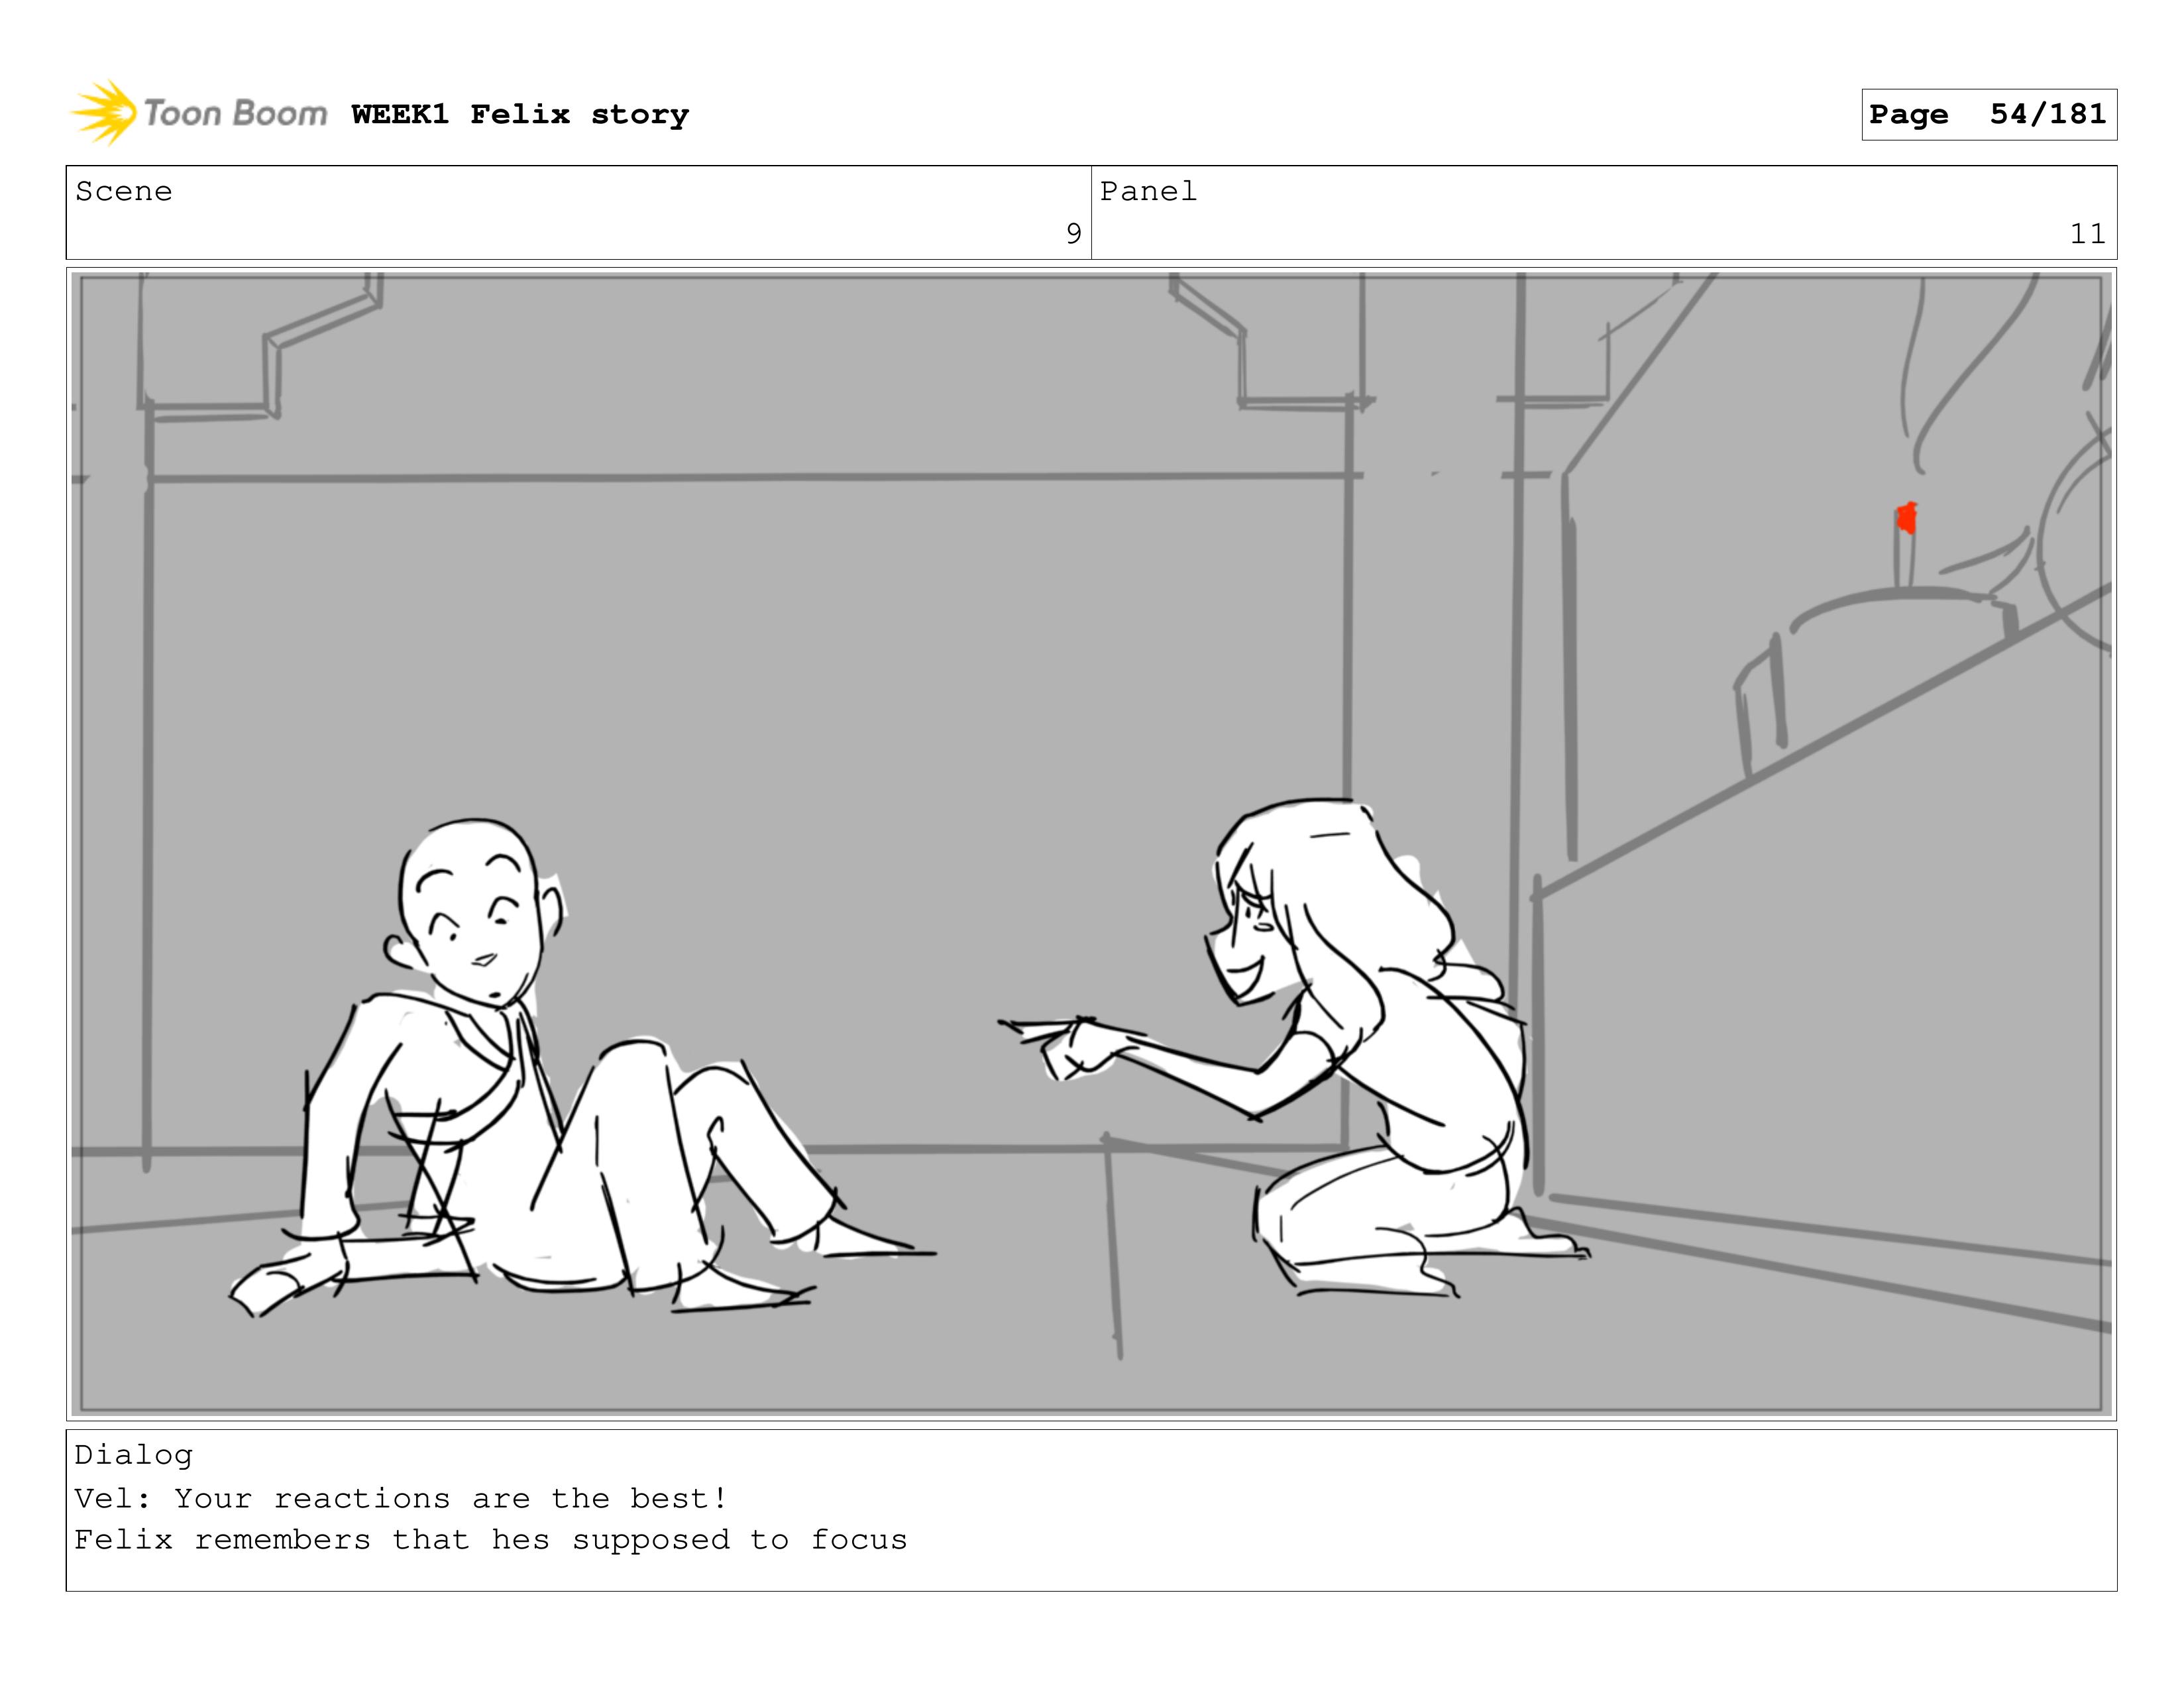 Toon Boom WEEK1 Felix story
Page 54/181
Scene
9
Panel
11
Dialog
Vel: Your reactions are the best!
Felix remembers that hes supposed to focus